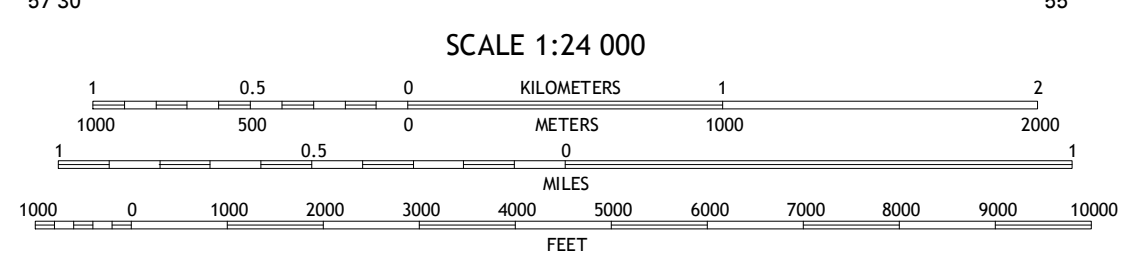 57'30" 55'
SCALE 1:24 000
1 0.5 0 KILOMETERS 1 2
1000 500 0 METERS 1000 2000
1 0.5 0 1
MILES
1000 0 1000 2000 3000 4000 5000 6000 7000 8000 9000 10000
FEET